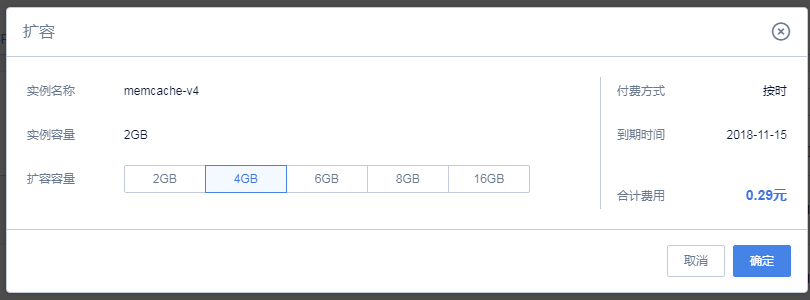 扩容
实例名称 memcache-v4
实例容量 2GB
扩容容量 2GB 4GB 6GB 8GB 16GB
付费方式 按时
到期时间 2018-11-15
合计费用 0.29元
取消 确定